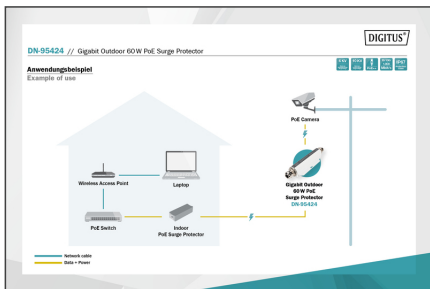 DIGITUS®
DN-95424 // Gigabit Outdoor 60 W PoE Surge Protector
Anwendungsbeispiel
Example of use
IP67
PoE Camera
Wireless Access Point
Laptop
Gigabit Outdoor
60 W PoE
Surge Protector
DN-95424
PoE Switch
Indoor
PoE Surge Protector
Network cable
Data + Power